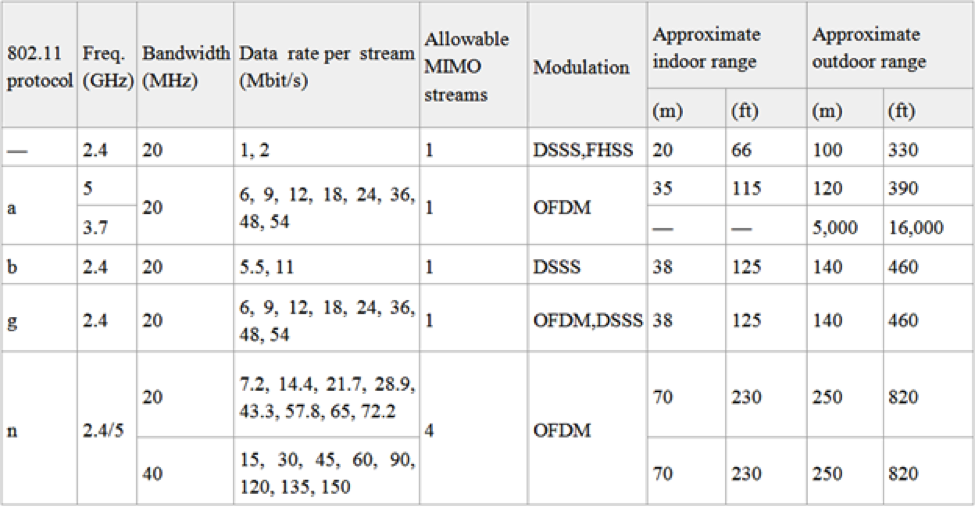 802.11 protocol Freq. (GHz) Bandwidth (MHz) Data rate per stream (Mbit/s) Allowable MIMO streams Modulation Approximate indoor range Approximate outdoor range
(m) (ft) (m) (ft)
— 2.4 20 1, 2 1 DSSS,FHSS 20 66 100 330
a 5 20 6, 9, 12, 18, 24, 36, 48, 54 1 OFDM 35 115 120 390
3.7 — — 5,000 16,000
b 2.4 20 5.5, 11 1 DSSS 38 125 140 460
g 2.4 20 6, 9, 12, 18, 24, 36, 48, 54 1 OFDM,DSSS 38 125 140 460
n 2.4/5 20 7.2, 14.4, 21.7, 28.9, 43.3, 57.8, 65, 72.2 4 OFDM 70 230 250 820
40 15, 30, 45, 60, 90, 120, 135, 150 70 230 250 820